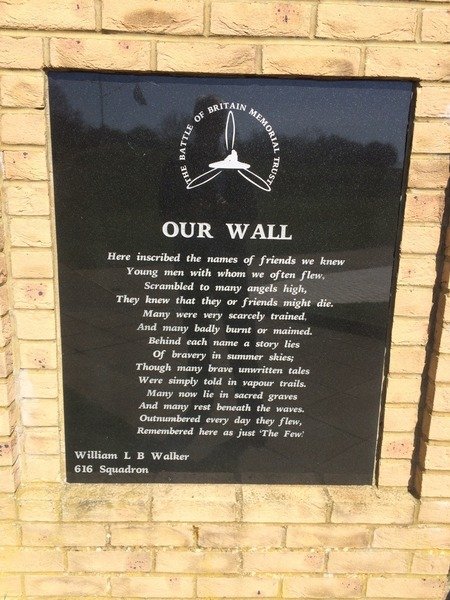 THE BATTLE OF BRITAIN MEMORIAL TRUST
OUR WALL
Here inscribed the names of friends we knew
Young men with whom we often flew.
Scrambled to many angels high,
They knew that they or friends might die.
Many were very scarcely trained,
And many badly burnt or maimed.
Behind each name a story lies
Of bravery in summer skies;
Though many brave unwritten tales
Were simply told in vapour trails.
Many now lie in sacred graves
And many rest beneath the waves.
Outnumbered every day they flew,
Remembered here as just 'The Few'
William L B Walker
616 Squadron